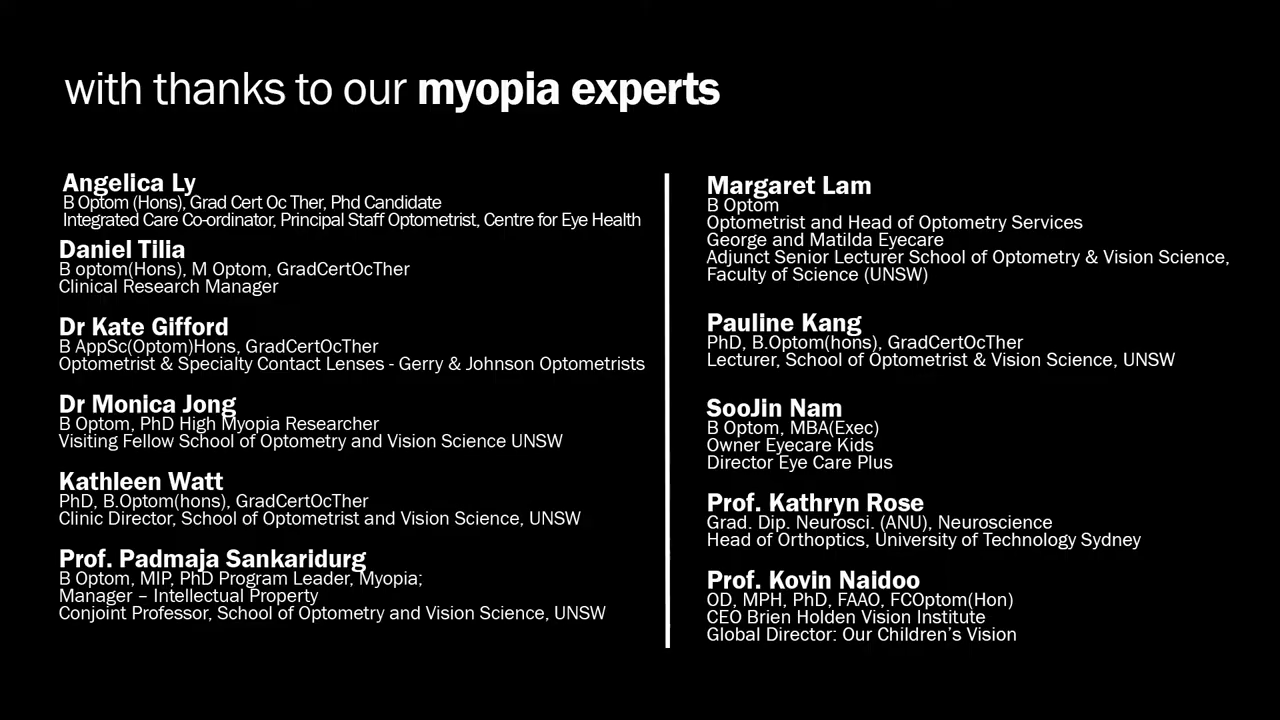 with thanks to our myopia experts
Angelica Ly
B Optom (Hons), Grad Cert Oc Ther, Phd Candidate
Integrated Care Co-ordinator, Principal Staff Optometrist, Centre for Eye Health
Daniel Tilia
B optom(Hons), M Optom, GradCertOcTher
Clinical Research Manager
Dr Kate Gifford
B AppSc(Optom)Hons, GradCertOcTher
Optometrist & Specialty Contact Lenses - Gerry & Johnson Optometrists
Dr Monica Jong
B Optom, PhD High Myopia Researcher
Visiting Fellow School of Optometry and Vision Science UNSW
Kathleen Watt
PhD, B.Optom(hons), GradCertOcTher
Clinic Director, School of Optometrist and Vision Science, UNSW
Prof. Padmaja Sankaridurg
B Optom, MIP, PhD Program Leader, Myopia;
Manager – Intellectual Property
Conjoint Professor, School of Optometry and Vision Science, UNSW
Margaret Lam
B Optom
Optometrist and Head of Optometry Services
George and Matilda Eyecare
Adjunct Senior Lecturer School of Optometry & Vision Science,
Faculty of Science (UNSW)
Pauline Kang
PhD, B.Optom(hons), GradCertOcTher
Lecturer, School of Optometrist & Vision Science, UNSW
SooJin Nam
B Optom, MBA(Exec)
Owner Eyecare Kids
Director Eye Care Plus
Prof. Kathryn Rose
Grad. Dip. Neurosci. (ANU), Neuroscience
Head of Orthoptics, University of Technology Sydney
Prof. Kovin Naidoo
OD, MPH, PhD, FAAO, FCOptom(Hon)
CEO Brien Holden Vision Institute
Global Director: Our Children's Vision